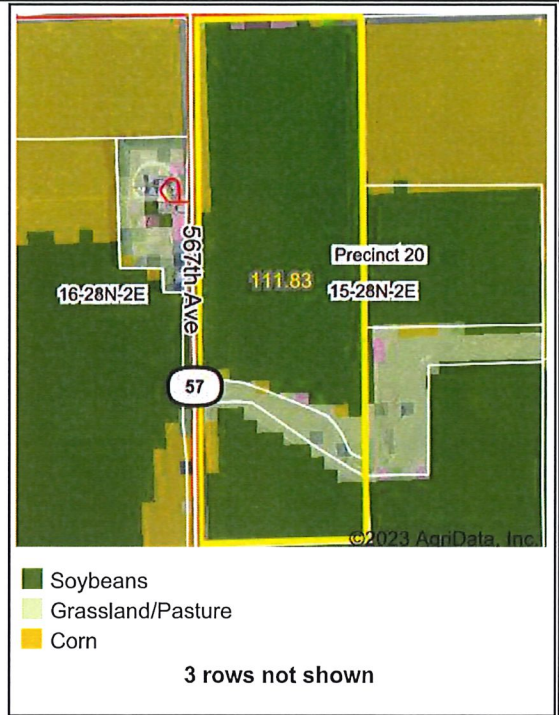 567th Ave
Precinct 20
111.83
16-28N-2E
15-28N-2E
57
©2023 AgriData, Inc.
Soybeans
Grassland/Pasture
Corn
3 rows not shown